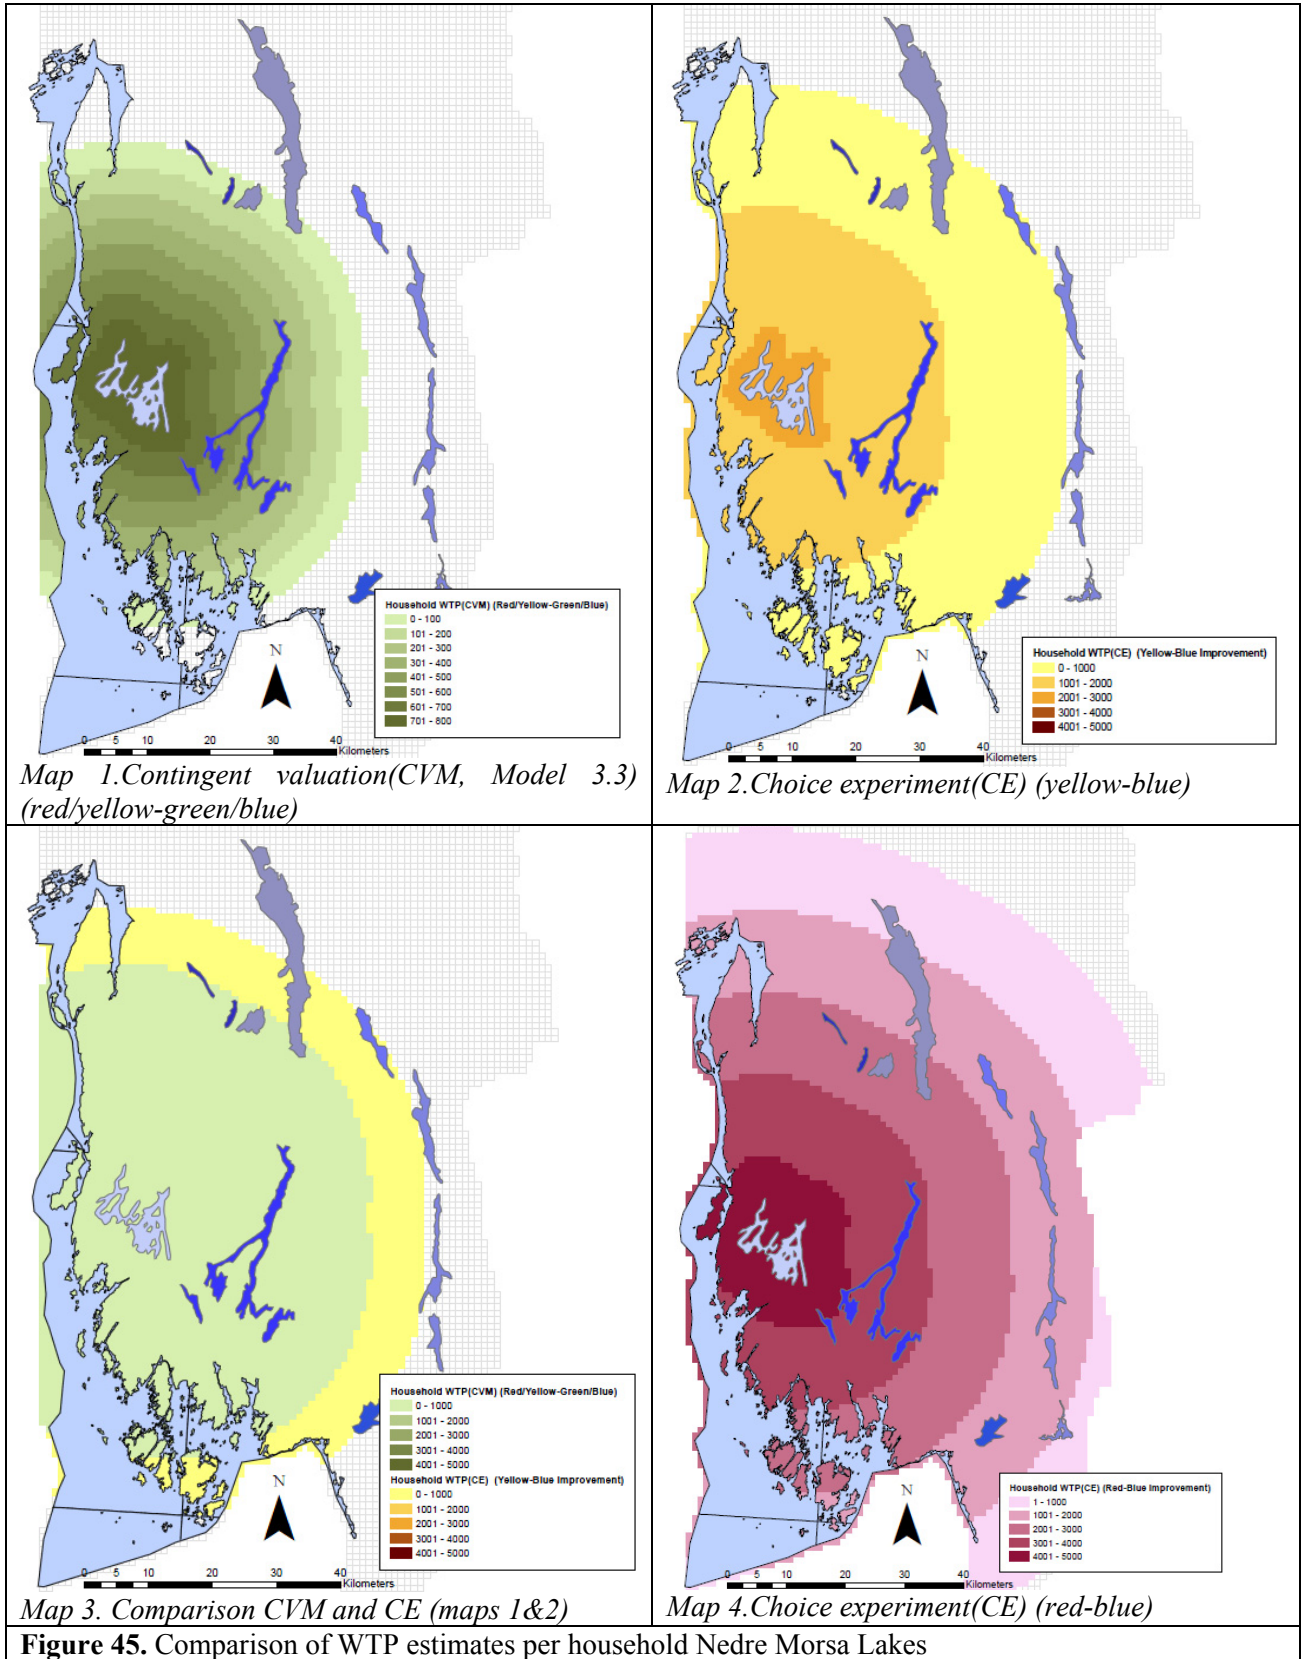 N
Household WTP(CVM) (Red/Yellow-Green/Blue)
0 - 100
101 - 200
201 - 300
301 - 400
401 - 500
501 - 600
601 - 700
701 - 800
0 5 10 20 30 40
Kilometers
Map 1.Contingent valuation(CVM, Model 3.3)
(red/yellow-green/blue)
N
Household WTP(CE) (Yellow-Blue Improvement)
0 - 1000
1001 - 2000
2001 - 3000
3001 - 4000
4001 - 5000
0 5 10 20 30 40
Kilometers
Map 2.Choice experiment(CE) (yellow-blue)
N
Household WTP(CVM) (Red/Yellow-Green/Blue)
0 - 1000
1001 - 2000
2001 - 3000
3001 - 4000
4001 - 5000
Household WTP(CE) (Yellow-Blue Improvement)
0 - 1000
1001 - 2000
2001 - 3000
3001 - 4000
4001 - 5000
0 5 10 20 30 40
Kilometers
Map 3. Comparison CVM and CE (maps 1&2)
N
Household WTP(CE) (Red-Blue Improvement)
1 - 1000
1001 - 2000
2001 - 3000
3001 - 4000
4001 - 5000
0 5 10 20 30 40
Kilometers
Map 4.Choice experiment(CE) (red-blue)
Figure 45. Comparison of WTP estimates per household Nedre Morsa Lakes